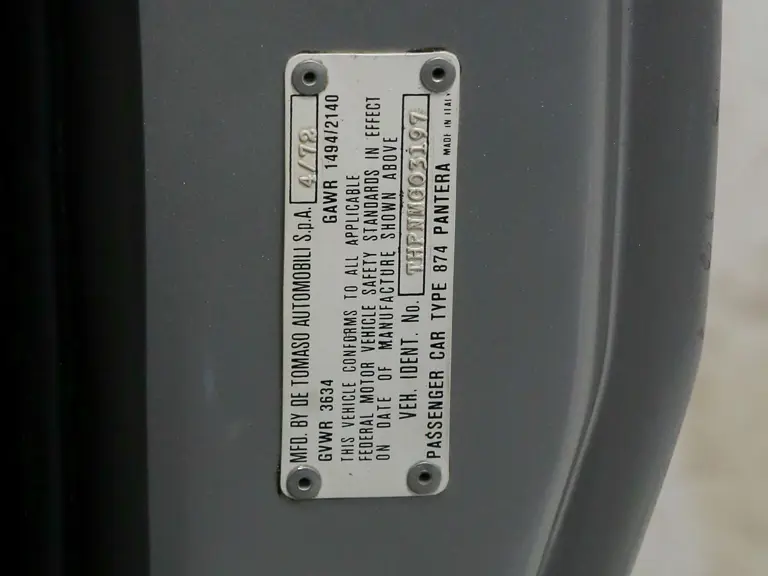 MFD. BY DE TOMASO AUTOMOBILI S.p.A. 4/72
GVWR 3634 GAWR 1494/2140
THIS VEHICLE CONFORMS TO ALL APPLICABLE
FEDERAL MOTOR VEHICLE SAFETY STANDARDS IN EFFECT
ON DATE OF MANUFACTURE SHOWN ABOVE
VEH. IDENT. No. THPNMG03197
PASSENGER CAR TYPE 874 PANTERA MADE IN ITALY